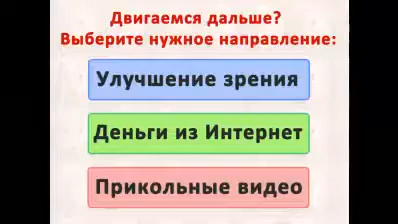 Двигаемся дальше?
Выберите нужное направление:
Улучшение зрения
Деньги из Интернет
Прикольные видео